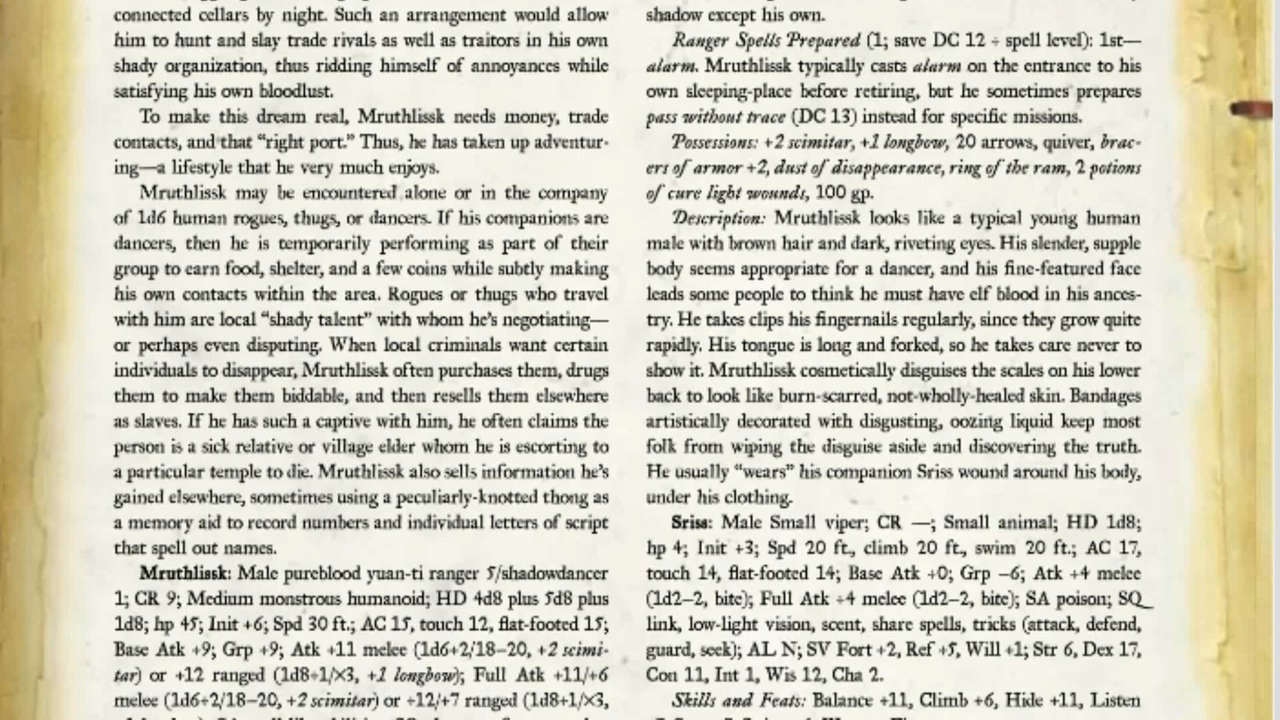 connected cellars by night. Such an arrangement would allow
him to hunt and slay trade rivals as well as traitors in his own
shady organization, thus ridding himself of annoyances while
satisfying his own bloodlust.
To make this dream real, Mruthlissk needs money, trade
contacts, and that “right port.” Thus, he has taken up adventur-
ing—a lifestyle that he very much enjoys.
Mruthlissk may be encountered alone or in the company
of 1d6 human rogues, thugs, or dancers. If his companions are
dancers, then he is temporarily performing as part of their
group to earn food, shelter, and a few coins while subtly making
his own contacts within the area. Rogues or thugs who travel
with him are local “shady talent” with whom he’s negotiating—
or perhaps even disputing. When local criminals want certain
individuals to disappear, Mruthlissk often purchases them, drugs
them to make them biddable, and then resells them elsewhere
as slaves. If he has such a captive with him, he often claims the
person is a sick relative or village elder whom he is escorting to
a particular temple to die. Mruthlissk also sells information he’s
gained elsewhere, sometimes using a peculiarly-knotted thong as
a memory aid to record numbers and individual letters of script
that spell out names.
Mruthlissk: Male pureblood yuan-ti ranger 5/shadowdancer
1; CR 9; Medium monstrous humanoid; HD 4d8 plus 5d8 plus
1d8; hp 45; Init +6; Spd 30 ft.; AC 15, touch 12, flat-footed 15;
Base Atk +9; Grp +9; Atk +11 melee (1d6+2/18–20, +2 scimi-
tar) or +12 ranged (1d8+1/×3, +1 longbow); Full Atk +11/+6
melee (1d6+2/18–20, +2 scimitar) or +12/+7 ranged (1d8+1/×3,
shadow except his own.
Ranger Spells Prepared (1; save DC 12 + spell level): 1st—
alarm. Mruthlissk typically casts alarm on the entrance to his
own sleeping-place before retiring, but he sometimes prepares
pass without trace (DC 13) instead for specific missions.
Possessions: +2 scimitar, +1 longbow, 20 arrows, quiver, brac-
ers of armor +2, dust of disappearance, ring of the ram, 2 potions
of cure light wounds, 100 gp.
Description: Mruthlissk looks like a typical young human
male with brown hair and dark, riveting eyes. His slender, supple
body seems appropriate for a dancer, and his fine-featured face
leads some people to think he must have elf blood in his ances-
try. He takes clips his fingernails regularly, since they grow quite
rapidly. His tongue is long and forked, so he takes care never to
show it. Mruthlissk cosmetically disguises the scales on his lower
back to look like burn-scarred, not-wholly-healed skin. Bandages
artistically decorated with disgusting, oozing liquid keep most
folk from wiping the disguise aside and discovering the truth.
He usually “wears” his companion Sriss wound around his body,
under his clothing.
Sriss: Male Small viper; CR —; Small animal; HD 1d8;
hp 4; Init +3; Spd 20 ft., climb 20 ft., swim 20 ft.; AC 17,
touch 14, flat-footed 14; Base Atk +0; Grp –6; Atk +4 melee
(1d2–2, bite); Full Atk +4 melee (1d2–2, bite); SA poison; SQ
link, low-light vision, scent, share spells, tricks (attack, defend,
guard, seek); AL N; SV Fort +2, Ref +5, Will +1; Str 6, Dex 17,
Con 11, Int 1, Wis 12, Cha 2.
Skills and Feats: Balance +11, Climb +6, Hide +11, Listen